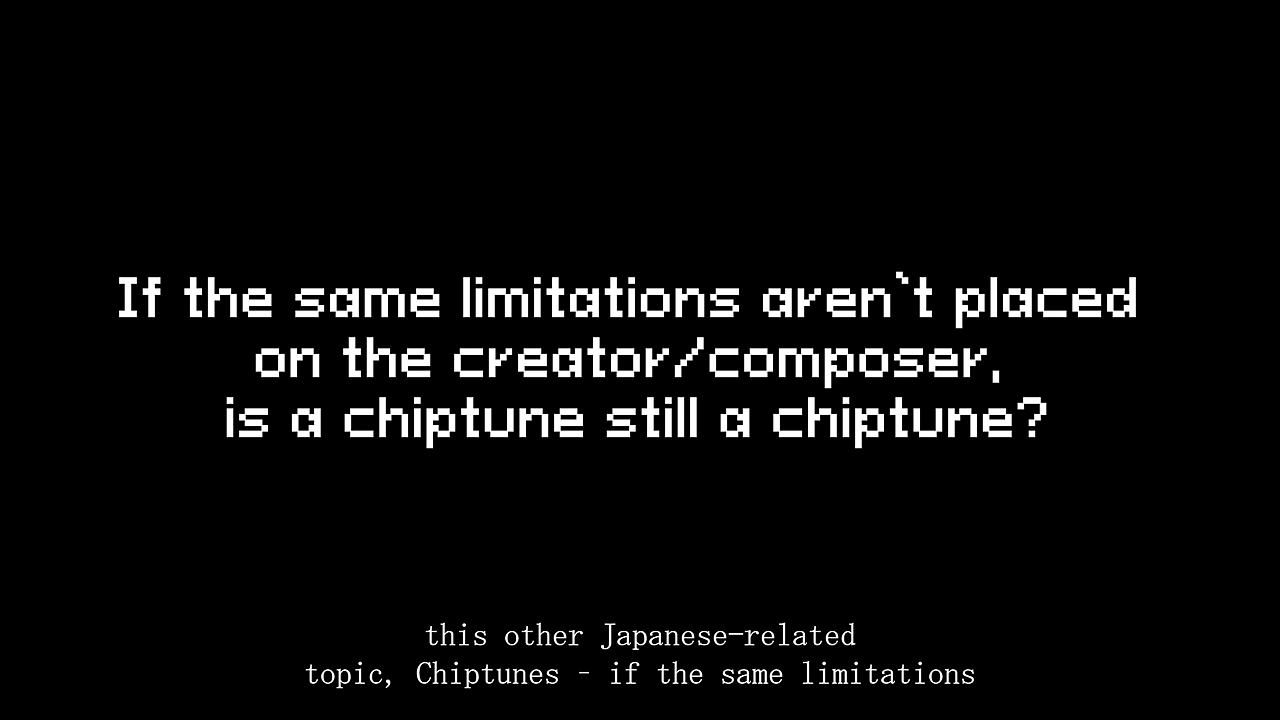 If the same limitations aren`t placed
on the creator/composer,
is a chiptune still a chiptune?
this other Japanese-related
topic, Chiptunes - if the same limitations